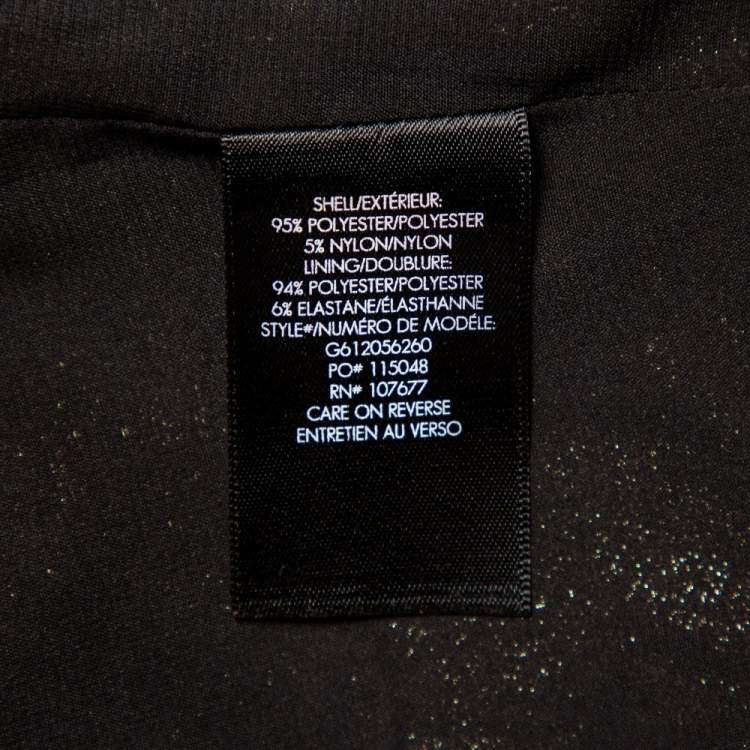 SHELL/EXTÉRIEUR:
95% POLYESTER/POLYESTER
5% NYLON/NYLON
LINING/DOUBLURE:
94% POLYESTER/POLYESTER
6% ELASTANE/ÉLASTHANNE
STYLE#/NUMÉRO DE MODÉLE:
G612056260
PO# 115048
RN# 107677
CARE ON REVERSE
ENTRETIEN AU VERSO